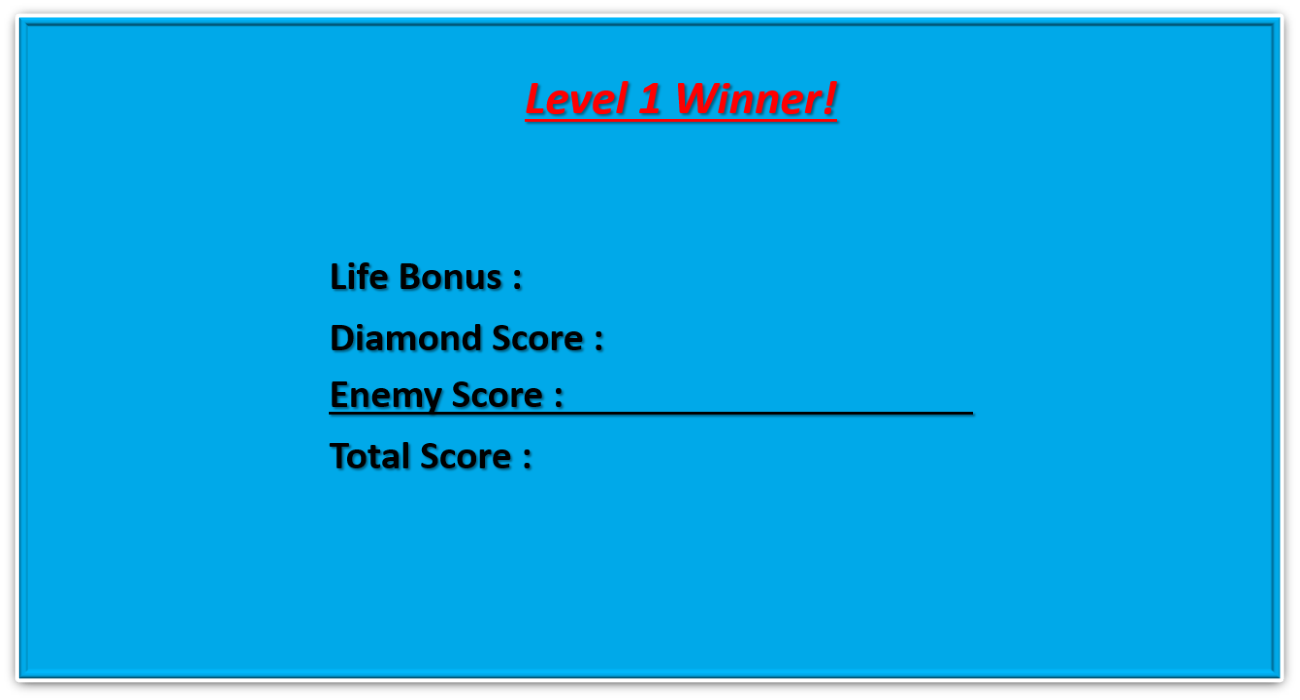 Level 1 Winner!
Life Bonus :
Diamond Score :
Enemy Score :
Total Score :